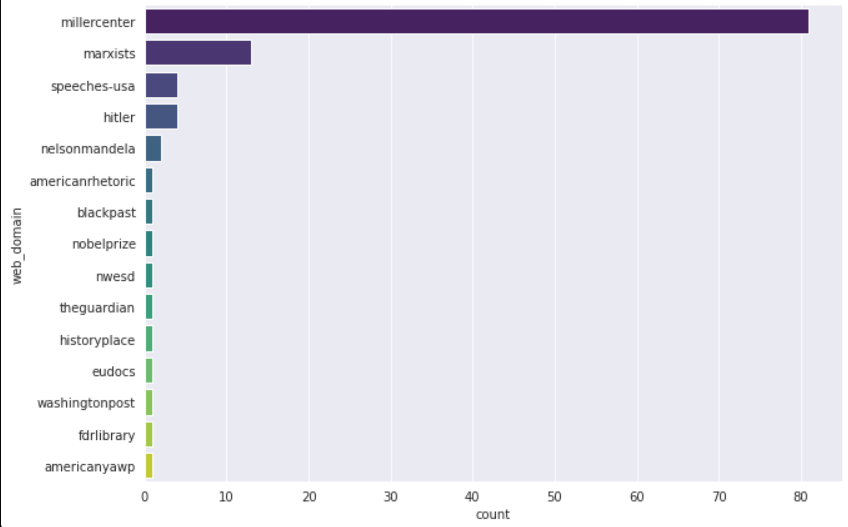 millercenter
marxists
speeches-usa
hitler
nelsonmandela
americanrhetoric
blackpast
nobelprize
nwesd
theguardian
historyplace
eudocs
washingtonpost
fdrlibrary
americanyawp
web_domain
0 10 20 30 40 50 60 70 80
count